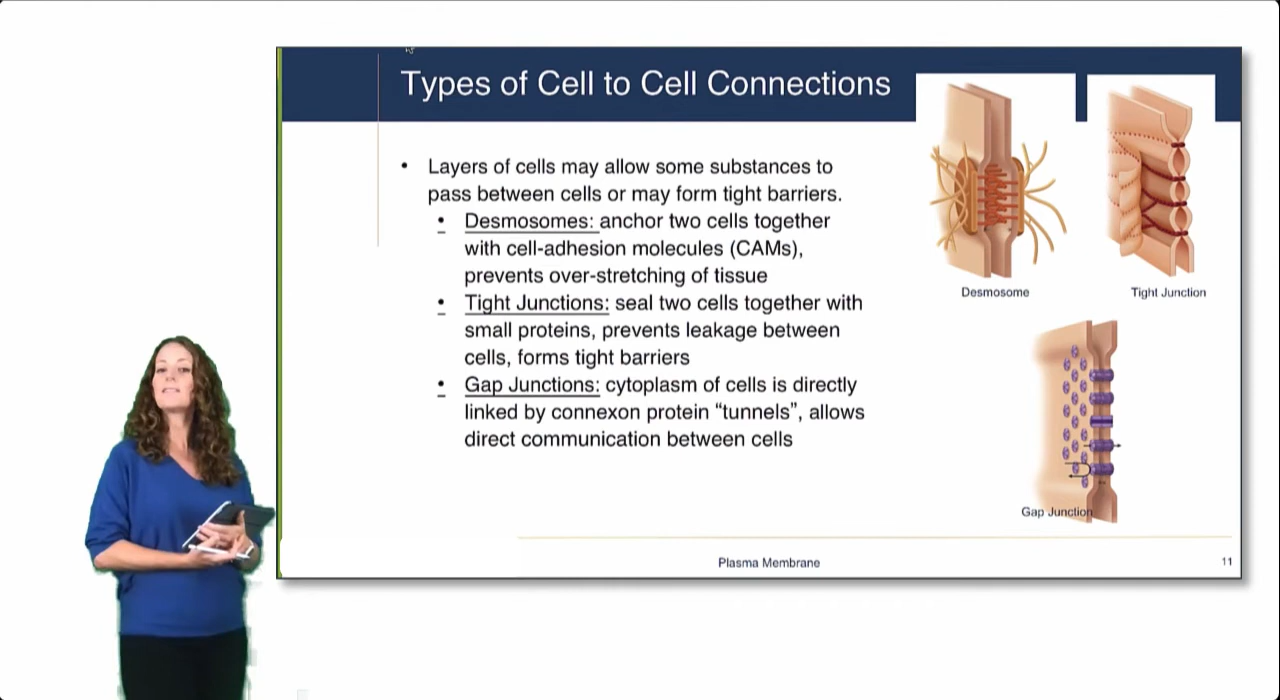 Types of Cell to Cell Connections
• Layers of cells may allow some substances to
pass between cells or may form tight barriers.
• Desmosomes: anchor two cells together
with cell-adhesion molecules (CAMs),
prevents over-stretching of tissue
• Tight Junctions: seal two cells together with
small proteins, prevents leakage between
cells, forms tight barriers
• Gap Junctions: cytoplasm of cells is directly
linked by connexon protein “tunnels”, allows
direct communication between cells
Desmosome
Tight Junction
Gap Junction
Plasma Membrane
11